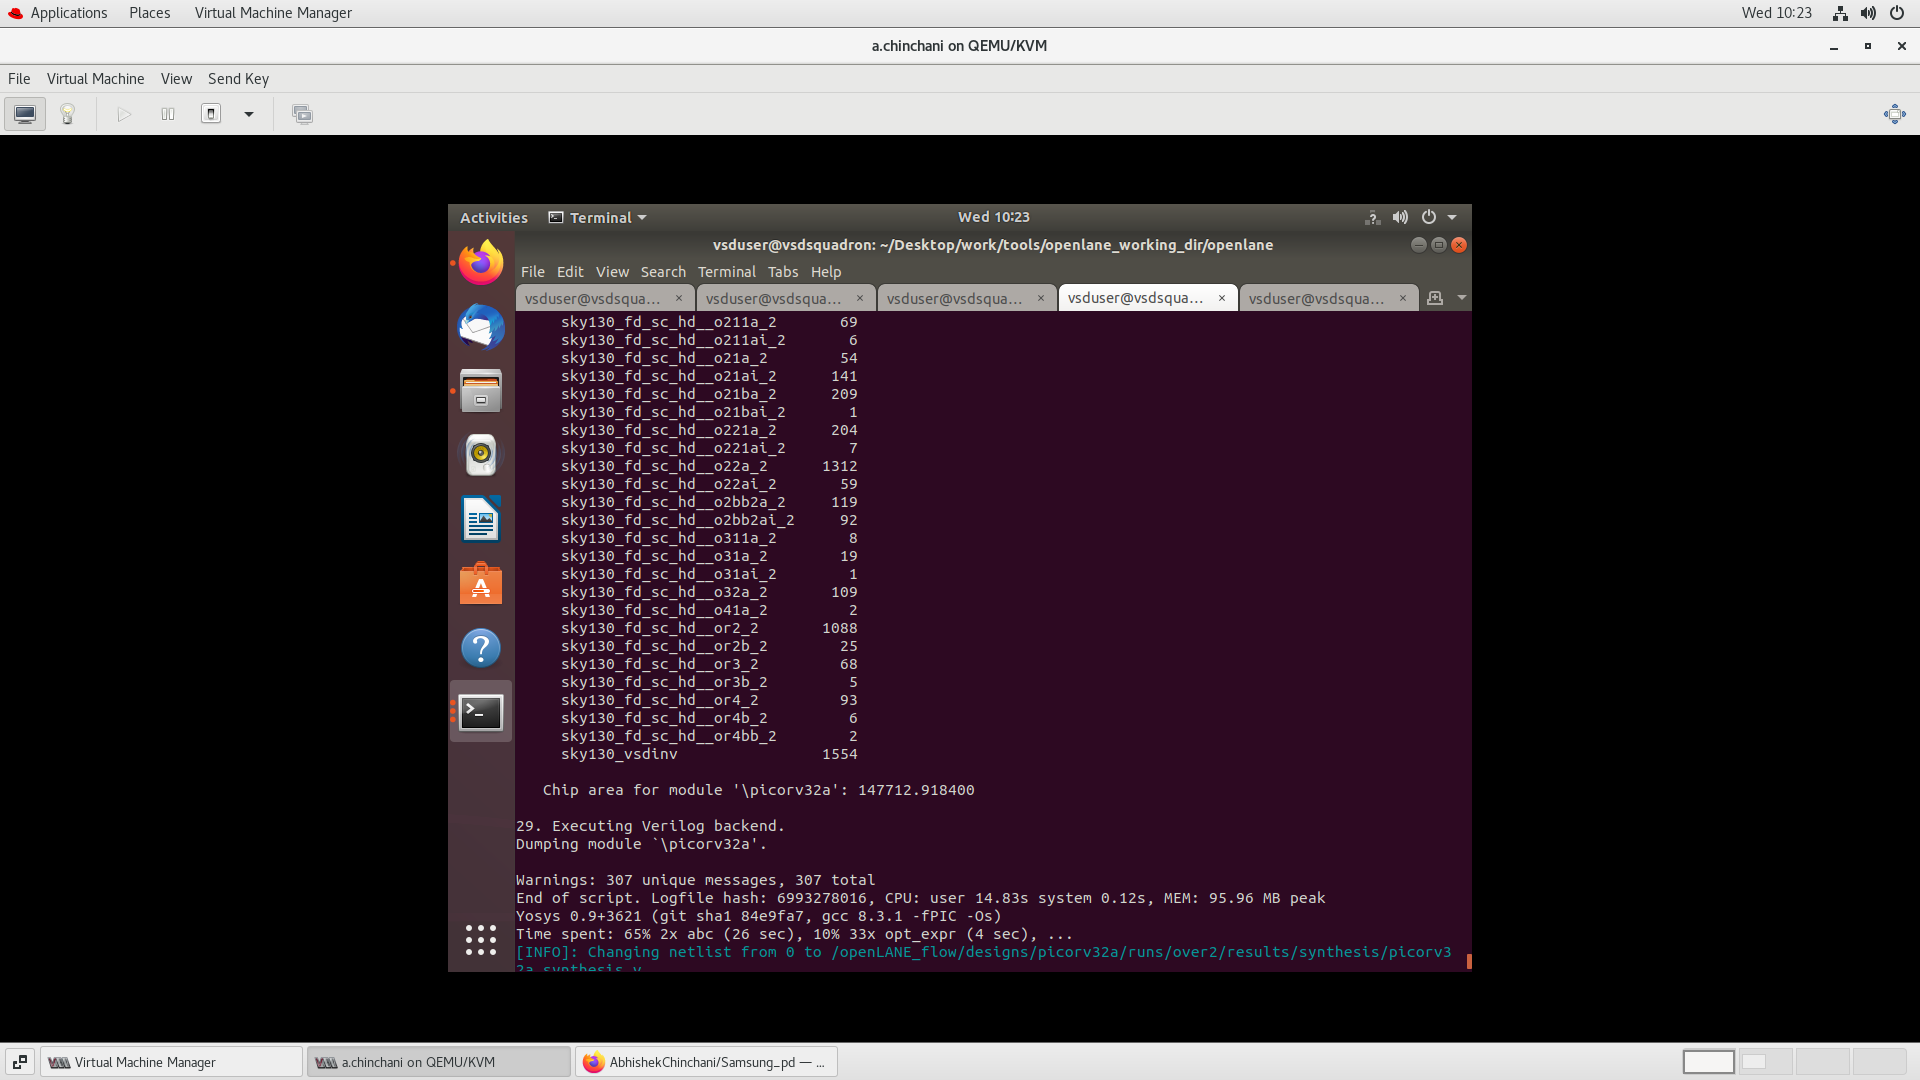 Applications Places Virtual Machine Manager Wed 10:23
a.chinchani on QEMU/KVM
File Virtual Machine View Send Key
Activities Terminal Wed 10:23
vsduser@vsdsquadron: ~/Desktop/work/tools/openlane_working_dir/openlane
File Edit View Search Terminal Tabs Help
vsduser@vsdsqua... × vsduser@vsdsqua... × vsduser@vsdsqua... × vsduser@vsdsqua... × vsduser@vsdsqua... ×
sky130_fd_sc_hd__o211a_2 69
sky130_fd_sc_hd__o211ai_2 6
sky130_fd_sc_hd__o21a_2 54
sky130_fd_sc_hd__o21ai_2 141
sky130_fd_sc_hd__o21ba_2 209
sky130_fd_sc_hd__o21bai_2 1
sky130_fd_sc_hd__o221a_2 204
sky130_fd_sc_hd__o221ai_2 7
sky130_fd_sc_hd__o22a_2 1312
sky130_fd_sc_hd__o22ai_2 59
sky130_fd_sc_hd__o2bb2a_2 119
sky130_fd_sc_hd__o2bb2ai_2 92
sky130_fd_sc_hd__o311a_2 8
sky130_fd_sc_hd__o31a_2 19
sky130_fd_sc_hd__o31ai_2 1
sky130_fd_sc_hd__o32a_2 109
sky130_fd_sc_hd__o41a_2 2
sky130_fd_sc_hd__or2_2 1088
sky130_fd_sc_hd__or2b_2 25
sky130_fd_sc_hd__or3_2 68
sky130_fd_sc_hd__or3b_2 5
sky130_fd_sc_hd__or4_2 93
sky130_fd_sc_hd__or4b_2 6
sky130_fd_sc_hd__or4bb_2 2
sky130_vsdinv 1554
Chip area for module '\picorv32a': 147712.918400
29. Executing Verilog backend.
Dumping module `\picorv32a'.
Warnings: 307 unique messages, 307 total
End of script. Logfile hash: 6993278016, CPU: user 14.83s system 0.12s, MEM: 95.96 MB peak
Yosys 0.9+3621 (git sha1 84e9fa7, gcc 8.3.1 -fPIC -Os)
Time spent: 65% 2x abc (26 sec), 10% 33x opt_expr (4 sec), ...
[INFO]: Changing netlist from 0 to /openLANE_flow/designs/picorv32a/runs/over2/results/synthesis/picorv3
2a.synthesis.v
Virtual Machine Manager a.chinchani on QEMU/KVM AbhishekChinchani/Samsung_pd — ...